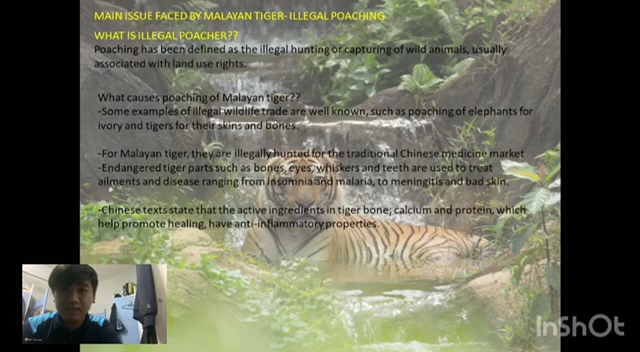 MAIN ISSUE FACED BY MALAYAN TIGER- ILLEGAL POACHING
WHAT IS ILLEGAL POACHER??
Poaching has been defined as the illegal hunting or capturing of wild animals, usually
associated with land use rights.
What causes poaching of Malayan tiger??
-Some examples of illegal wildlife trade are well known, such as poaching of elephants for
ivory and tigers for their skins and bones.
-For Malayan tiger, they are illegally hunted for the traditional Chinese medicine market
-Endangered tiger parts such as bones, eyes, whiskers and teeth are used to treat
ailments and disease ranging from insomnia and malaria, to meningitis and bad skin.
-Chinese texts state that the active ingredients in tiger bone; calcium and protein, which
help promote healing, have anti-inflammatory properties.
InShOt